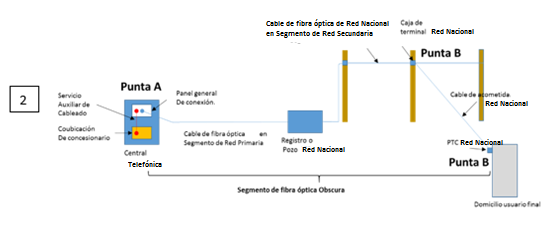 Cable de fibra óptica de Red Nacional
en Segmento de Red Secundaria
Caja de
terminal Red Nacional
Punta B
2
Punta A
Servicio
Auxiliar de
Cableado
Panel general
De conexión.
Coubicación
De concesionario
Cable de fibra óptica en
Segmento de Red Primaria
Central
Telefónica
Registro o
Pozo Red Nacional
Cable de acometida.
Red Nacional
PTC Red Nacional
Punta B
Segmento de fibra óptica Obscura
Domicilio usuario final